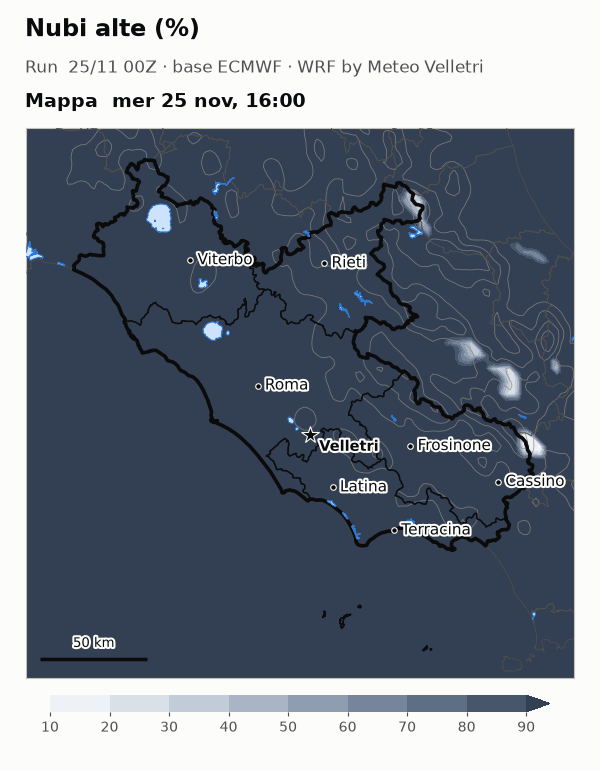 Nubi alte (%)
Run 25/11 00Z · base ECMWF · WRF by Meteo Velletri
Mappa mer 25 nov, 16:00
Viterbo
Rieti
Roma
Velletri
Frosinone
Latina
Cassino
Terracina
50 km
10 20 30 40 50 60 70 80 90